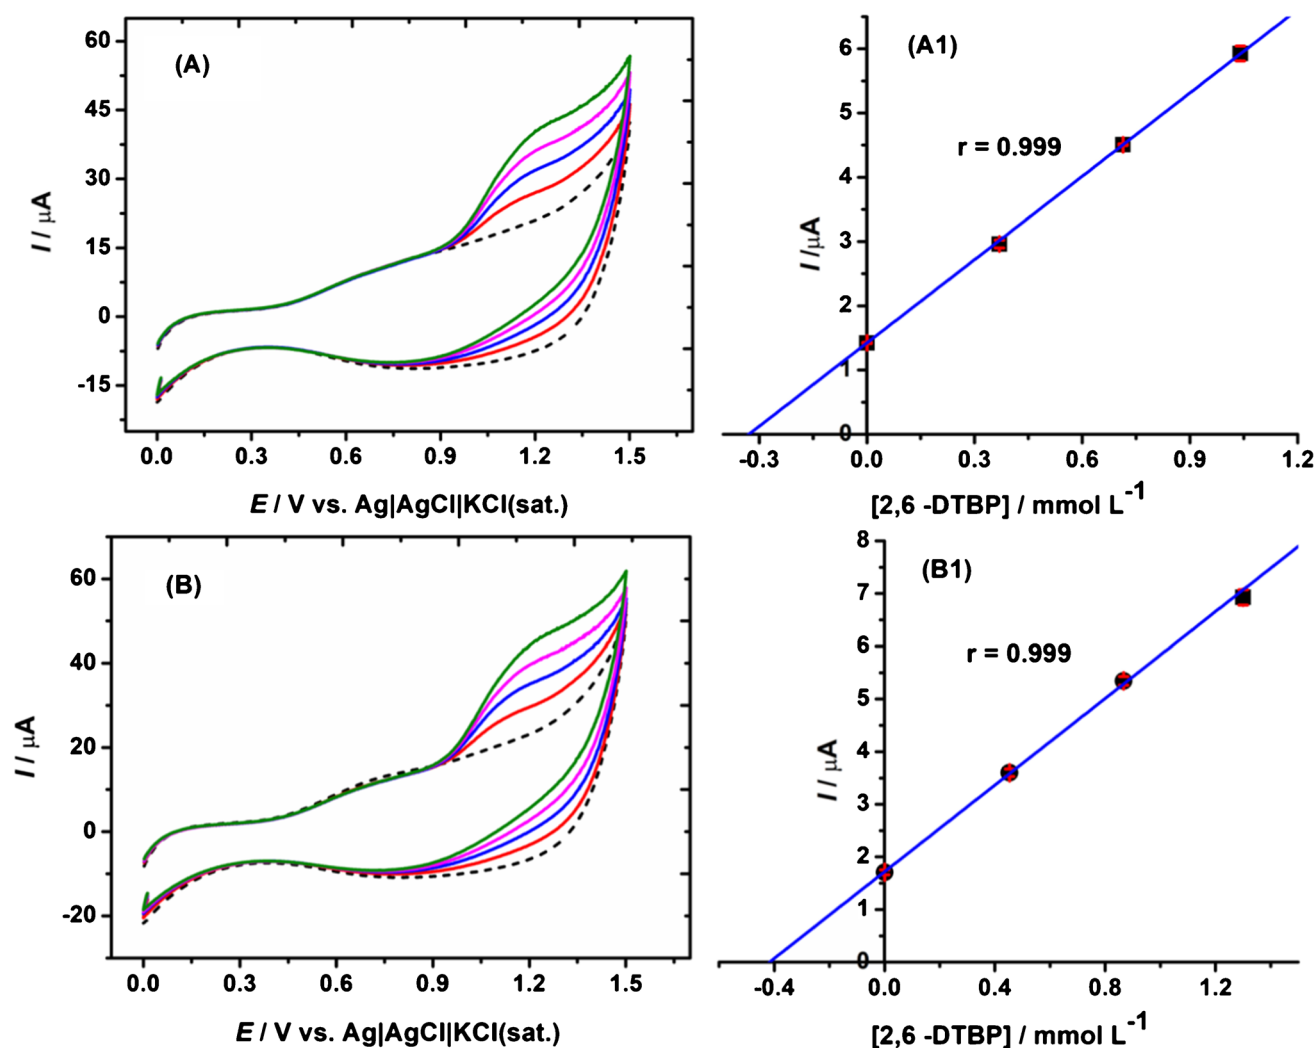 (A)
60
45
30
15
0
-15
I / μA
0.0 0.3 0.6 0.9 1.2 1.5
E / V vs. Ag|AgCl|KCl(sat.)
(A1)
r = 0.999
6
5
4
3
2
1
0
I /μA
-0.3 0.0 0.3 0.6 0.9 1.2
[2,6 -DTBP] / mmol L⁻¹
(B)
60
40
20
0
-20
I / μA
0.0 0.3 0.6 0.9 1.2 1.5
E / V vs. Ag|AgCl|KCl(sat.)
(B1)
r = 0.999
8
7
6
5
4
3
2
1
0
I / μA
-0.4 0.0 0.4 0.8 1.2
[2,6 -DTBP] / mmol L⁻¹